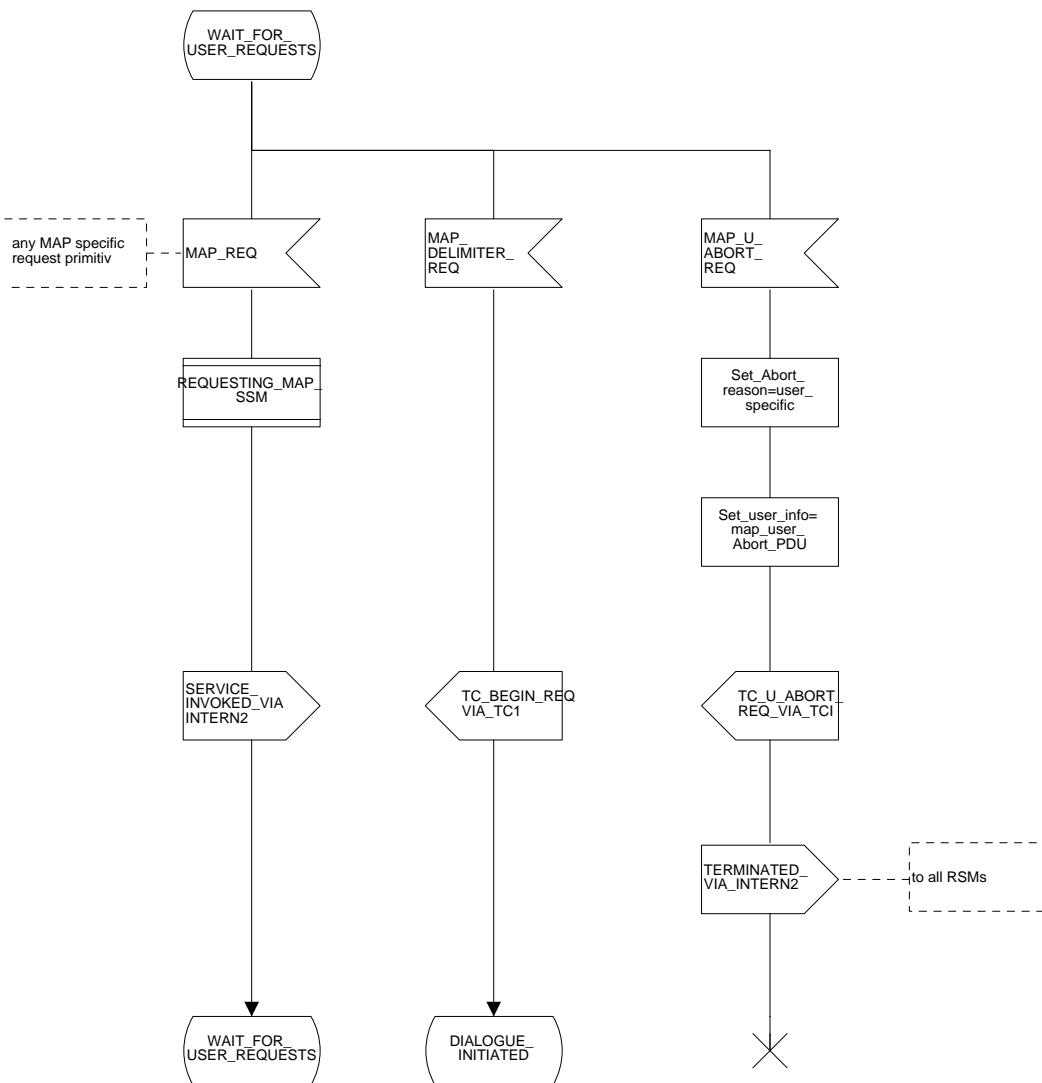 WAIT_FOR_
USER_REQUESTS
any MAP specific
request primitiv
MAP_REQ
MAP_
DELIMITER_
REQ
MAP_U_
ABORT_
REQ
REQUESTING_MAP_
SSM
Set_Abort_
reason=user_
specific
Set_user_info=
map_user_
Abort_PDU
SERVICE_
INVOKED_VIA
INTERN2
TC_BEGIN_REQ
VIA_TC1
TC_U_ABORT_
REQ_VIA_TCI
TERMINATED_
VIA_INTERN2
to all RSMs
WAIT_FOR_
USER_REQUESTS
DIALOGUE_
INITIATED